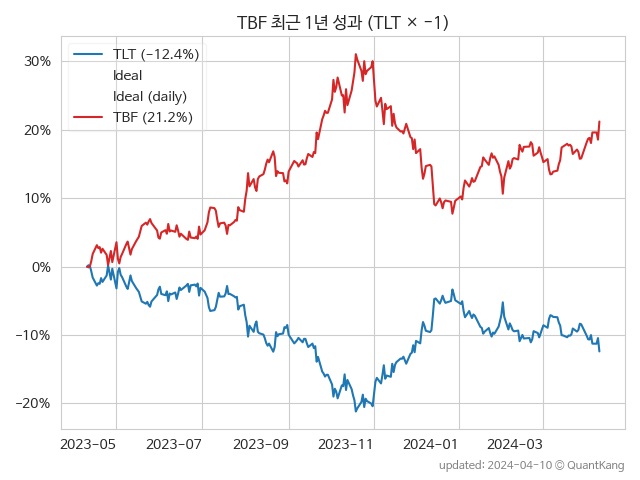 TBF 최근 1년 성과 (TLT × −1)
TLT (−12.4%)
Ideal
Ideal (daily)
TBF (21.2%)
30%
20%
10%
0%
−10%
−20%
2023-05
2023-07
2023-09
2023-11
2024-01
2024-03
updated: 2024-04-10 © QuantKang